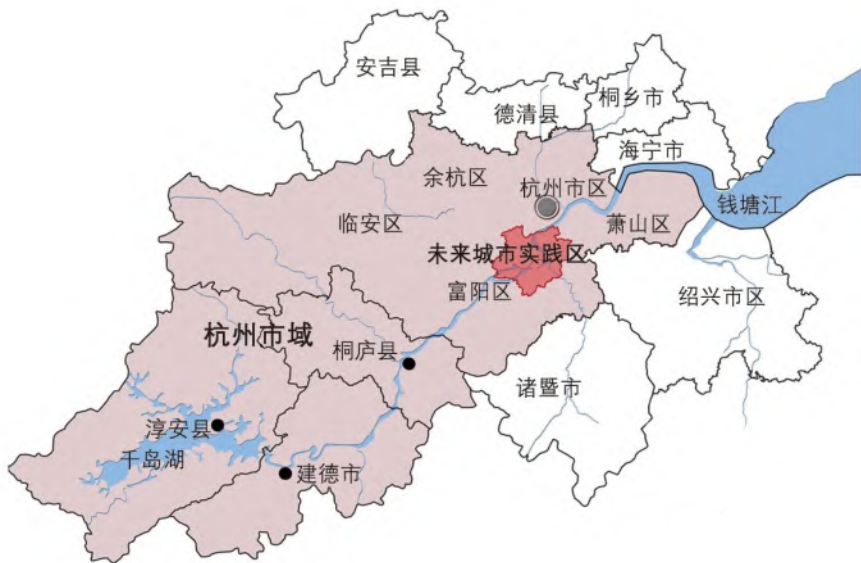 安吉县
桐乡市
德清县
海宁市
余杭区
杭州市区
钱塘江
临安区
萧山区
未来城市实践区
富阳区
绍兴市区
杭州市域
桐庐县
诸暨市
淳安县
千岛湖
建德市